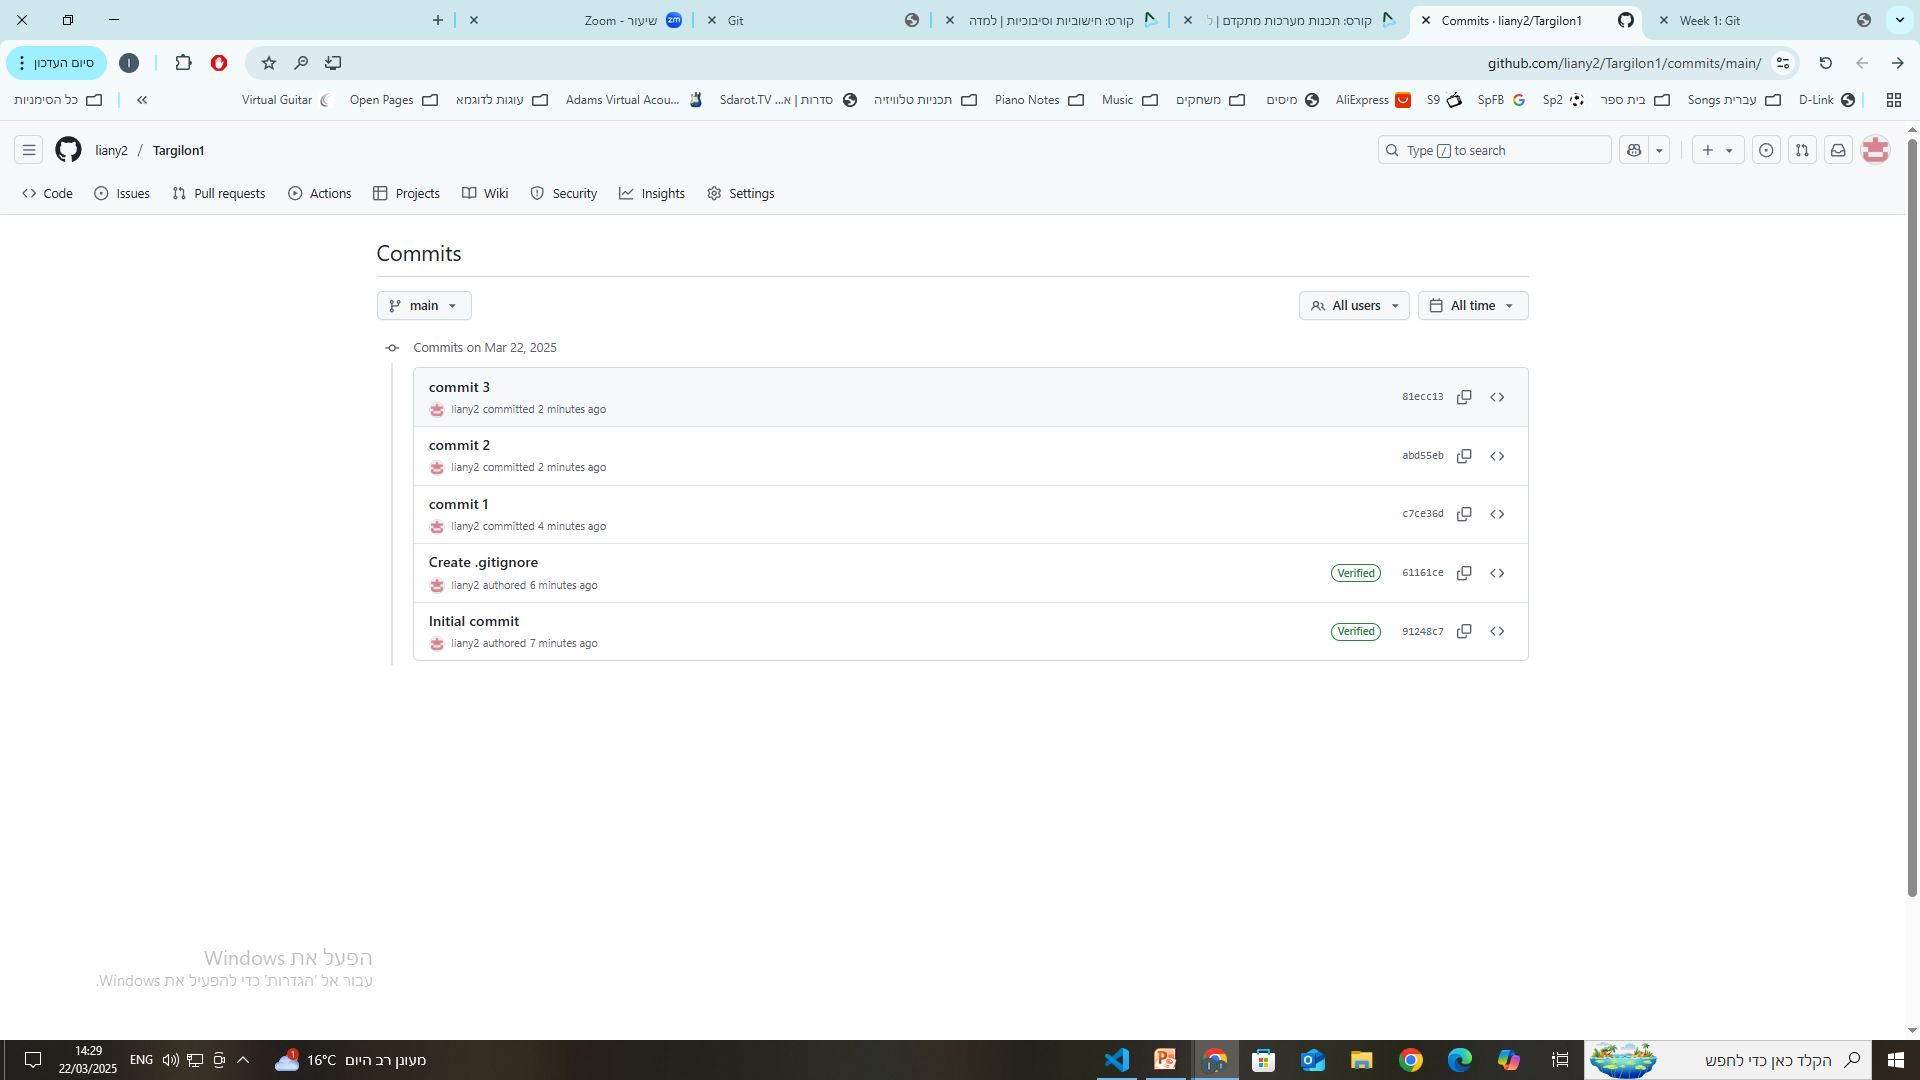 Zoom - שיעור
Git
קורס: חישוביות וסיבוכיות | למדה
קורס: תכנות מערכות מתקדם | ל
Commits · liany2/Targilon1
Week 1: Git
סיום העדכון
I
github.com/liany2/Targilon1/commits/main/
כל הסימניות
Virtual Guitar
Open Pages
עוגות לדוגמא
Adams Virtual Acou...
Sdarot.TV סדרות | א...
תכניות טלוויזיה
Piano Notes
Music
משחקים
מיסים
AliExpress
S9
SpFB
Sp2
בית ספר
Songs עברית
D-Link
liany2 / Targilon1
Type / to search
Code
Issues
Pull requests
Actions
Projects
Wiki
Security
Insights
Settings
Commits
main
All users
All time
Commits on Mar 22, 2025
commit 3
liany2 committed 2 minutes ago
81ecc13
commit 2
liany2 committed 2 minutes ago
abd55eb
commit 1
liany2 committed 4 minutes ago
c7ce36d
Create .gitignore
liany2 authored 6 minutes ago
Verified
61161ce
Initial commit
liany2 authored 7 minutes ago
Verified
91248c7
הפעל את Windows
עבור אל 'הגדרות' כדי להפעיל את Windows.
14:29
22/03/2025
ENG
1
16°C מעונן רב היום
הקלד כאן כדי לחפש